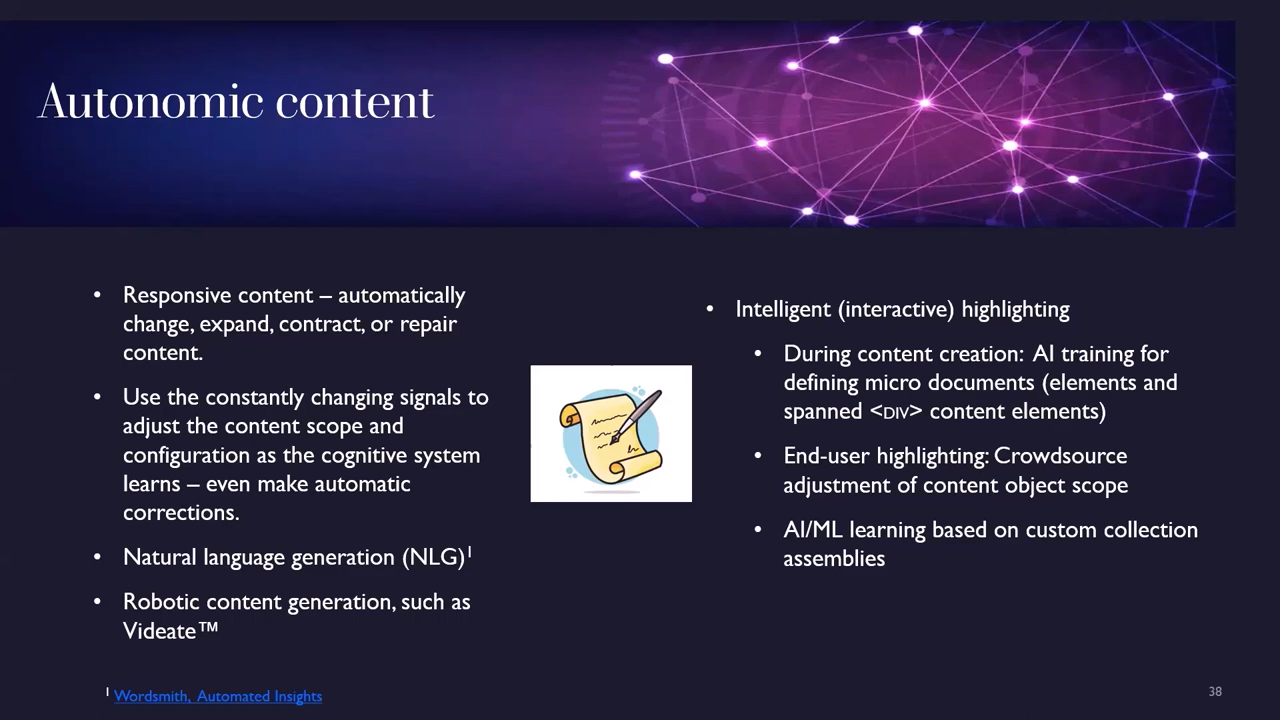 Autonomic content
• Responsive content – automatically
change, expand, contract, or repair
content.
• Use the constantly changing signals to
adjust the content scope and
configuration as the cognitive system
learns – even make automatic
corrections.
• Natural language generation (NLG)¹
• Robotic content generation, such as
Videate™
• Intelligent (interactive) highlighting
• During content creation: AI training for
defining micro documents (elements and
spanned <DIV> content elements)
• End-user highlighting: Crowdsource
adjustment of content object scope
• AI/ML learning based on custom collection
assemblies
¹ Wordsmith, Automated Insights
38